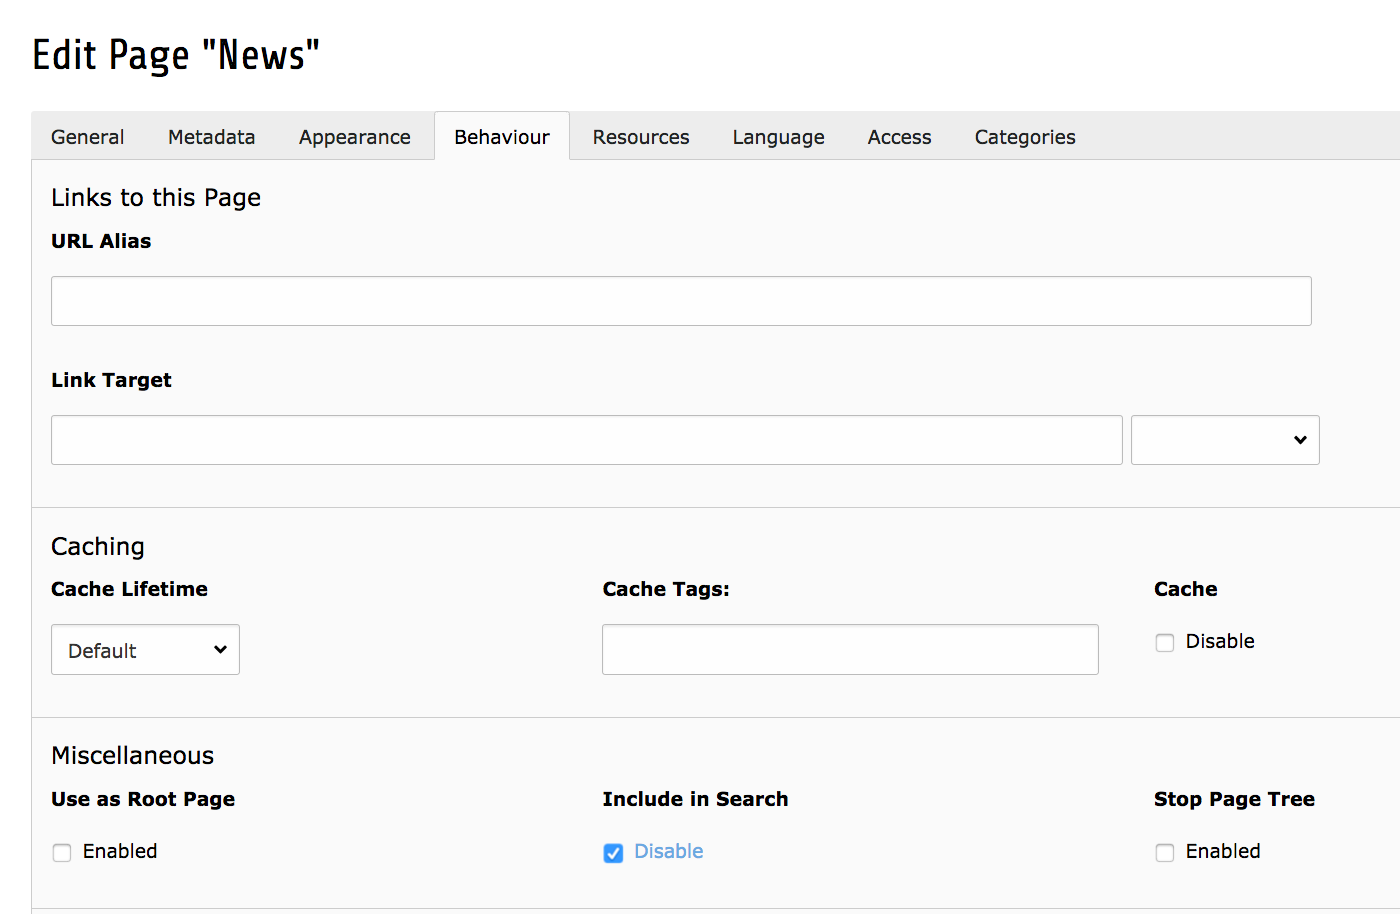 Edit Page "News"
General Metadata Appearance Behaviour Resources Language Access Categories
Links to this Page
URL Alias
Link Target
Caching
Cache Lifetime Cache Tags: Cache
Default Disable
Miscellaneous
Use as Root Page Include in Search Stop Page Tree
Enabled Disable Enabled